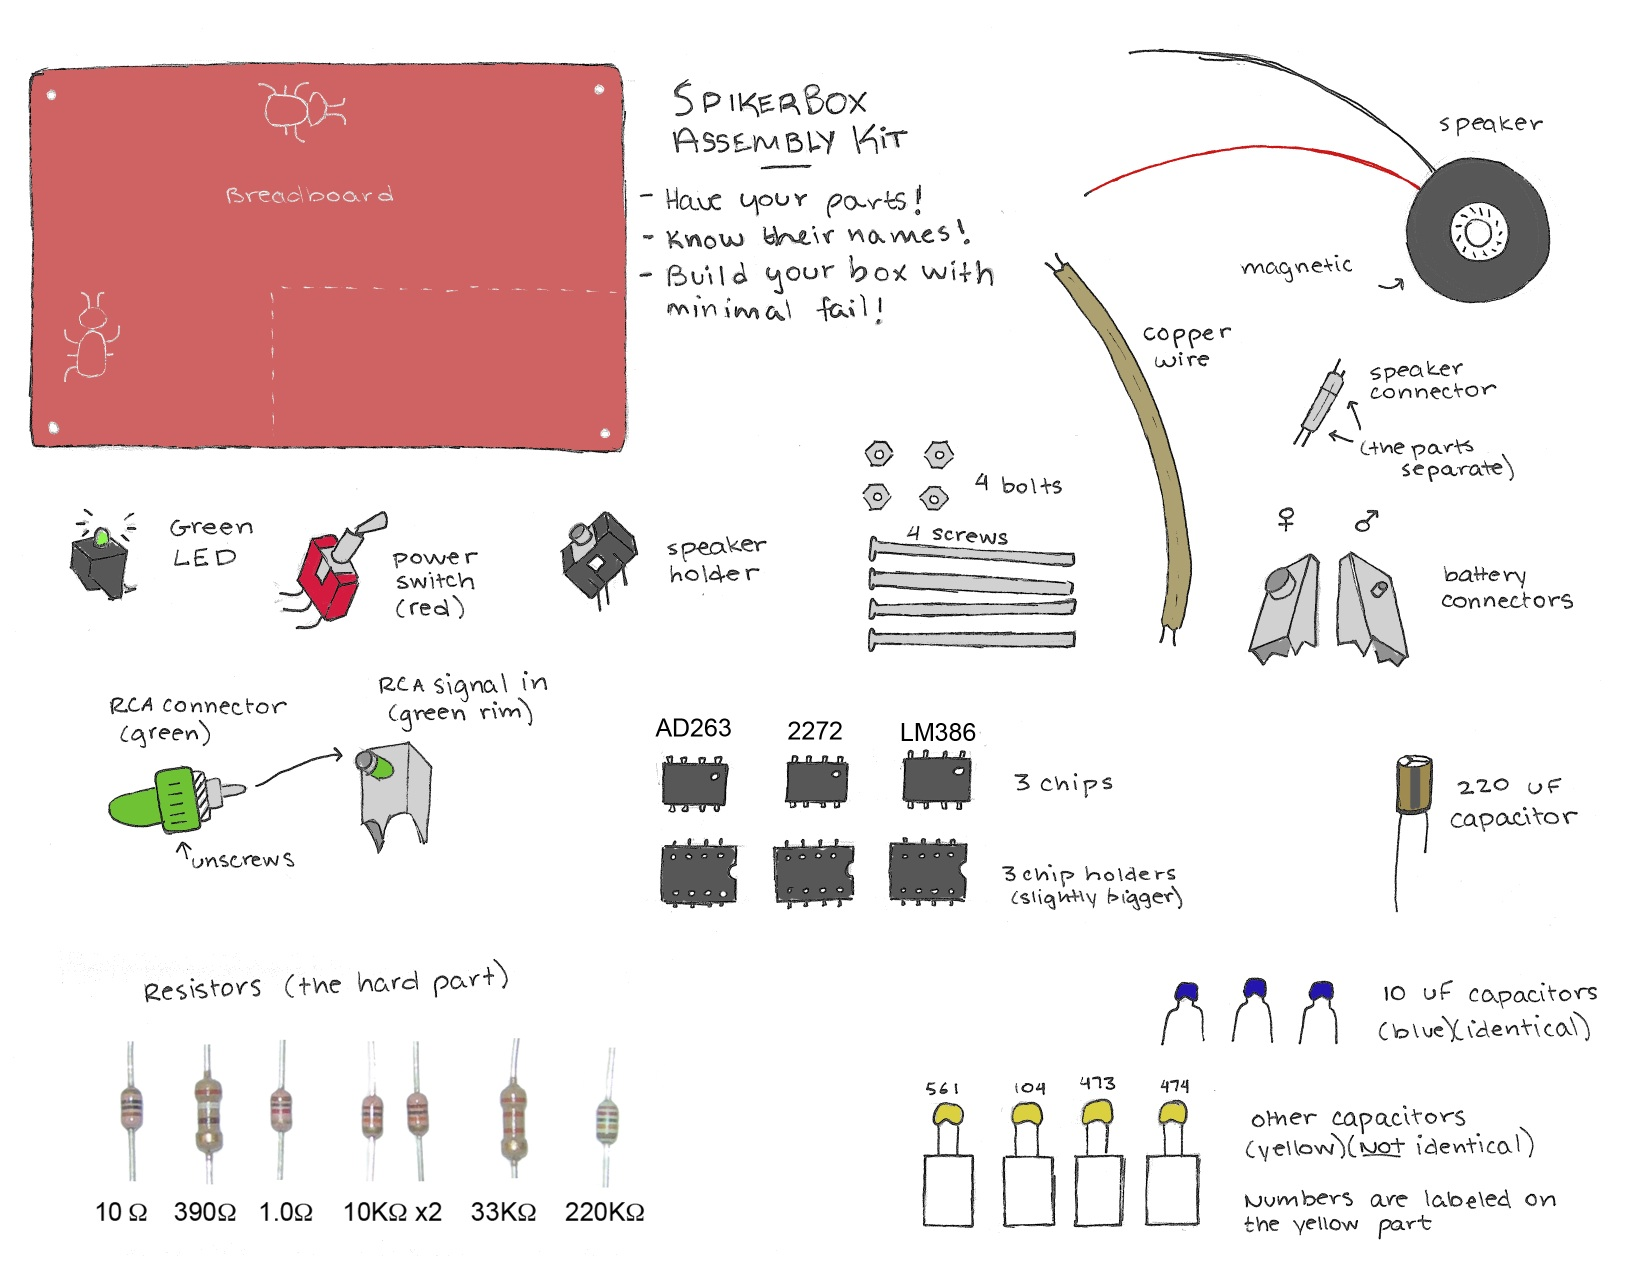 SPIKERBOX
ASSEMBLY KIT
- Have your parts!
- Know their names!
- Build your box with
minimal fail!
Breadboard
speaker
magnetic
copper
wire
speaker
connector
(the parts
separate)
4 bolts
4 screws
♀ ♂
battery
connectors
Green
LED
power
switch
(red)
speaker
holder
RCA connector
(green)
RCA signal in
(green rim)
unscrews
AD263 2272 LM386
3 chips
3 chip holders
(slightly bigger)
220 uF
capacitor
Resistors (the hard part)
10 Ω 390Ω 1.0Ω 10KΩ x2 33KΩ 220KΩ
10 uF capacitors
(blue)(identical)
561 104 473 474
other capacitors
(yellow)(NOT identical)
Numbers are labeled on
the yellow part